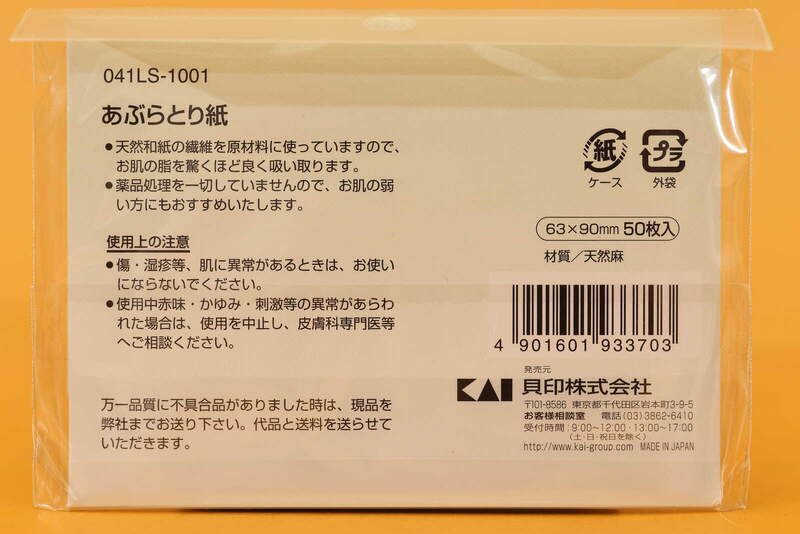 041LS-1001
あぶらとり紙
●天然和紙の繊維を原材料に使っていますので、
お肌の脂を驚くほど良く吸い取ります。
●薬品処理を一切していませんので、お肌の弱
い方にもおすすめいたします。
使用上の注意
●傷・湿疹等、肌に異常があるときは、お使い
にならないでください。
●使用中赤味・かゆみ・刺激等の異常があらわ
れた場合は、使用を中止し、皮膚科専門医等
へご相談ください。
万一品質に不具合品がありました時は、現品を
弊社までお送り下さい。代品と送料を送らせて
いただきます。
紙 プラ
ケース 外袋
63×90mm 50枚入
材質／天然麻
4 901601 933703
発売元
KAI 貝印株式会社
〒101-8586 東京都千代田区岩本町3-9-5
お客様相談室 電話(03)3862-6410
受付時間：9:00～12:00・13:00～17:00
(土・日・祝日を除く)
www.kai-group.com MADE IN JAPAN